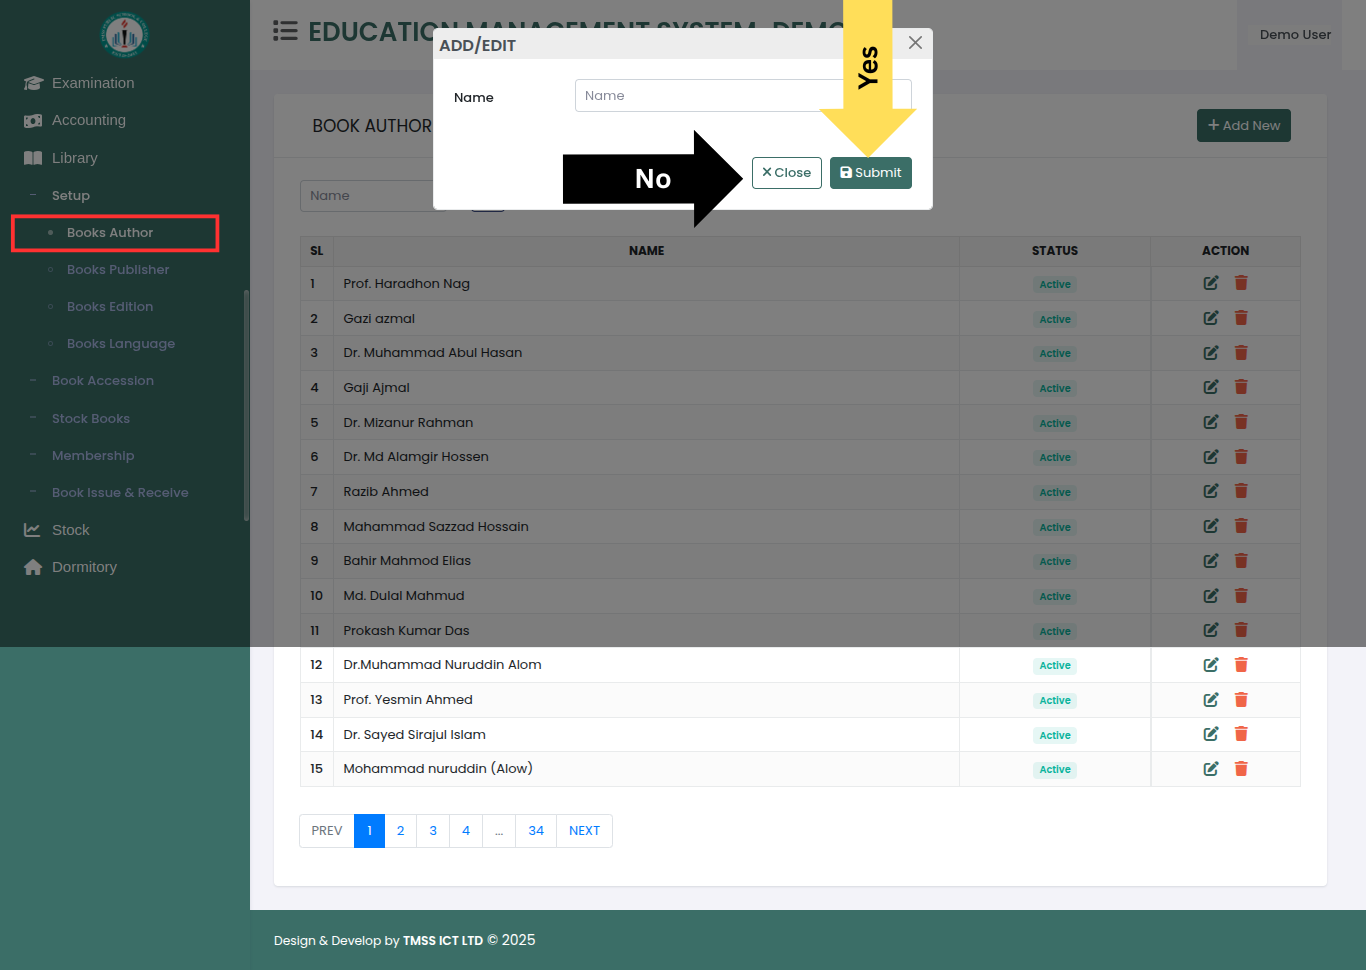 EDUCATION MANAGEMENT SYSTEM-DEMO
Demo User
Examination
Accounting
Library
Setup
Books Author
Books Publisher
Books Edition
Books Language
Book Accession
Stock Books
Membership
Book Issue & Receive
Stock
Dormitory
ADD/EDIT
Name
Name
Yes
No
Close
Submit
BOOK AUTHOR
Add New
Name
SL NAME STATUS ACTION
1 Prof. Haradhon Nag Active
2 Gazi azmal Active
3 Dr. Muhammad Abul Hasan Active
4 Gaji Ajmal Active
5 Dr. Mizanur Rahman Active
6 Dr. Md Alamgir Hossen Active
7 Razib Ahmed Active
8 Mahammad Sazzad Hossain Active
9 Bahir Mahmod Elias Active
10 Md. Dulal Mahmud Active
11 Prokash Kumar Das Active
12 Dr.Muhammad Nuruddin Alom Active
13 Prof. Yesmin Ahmed Active
14 Dr. Sayed Sirajul Islam Active
15 Mohammad nuruddin (Alow) Active
PREV 1 2 3 4 ... 34 NEXT
Design & Develop by TMSS ICT LTD © 2025